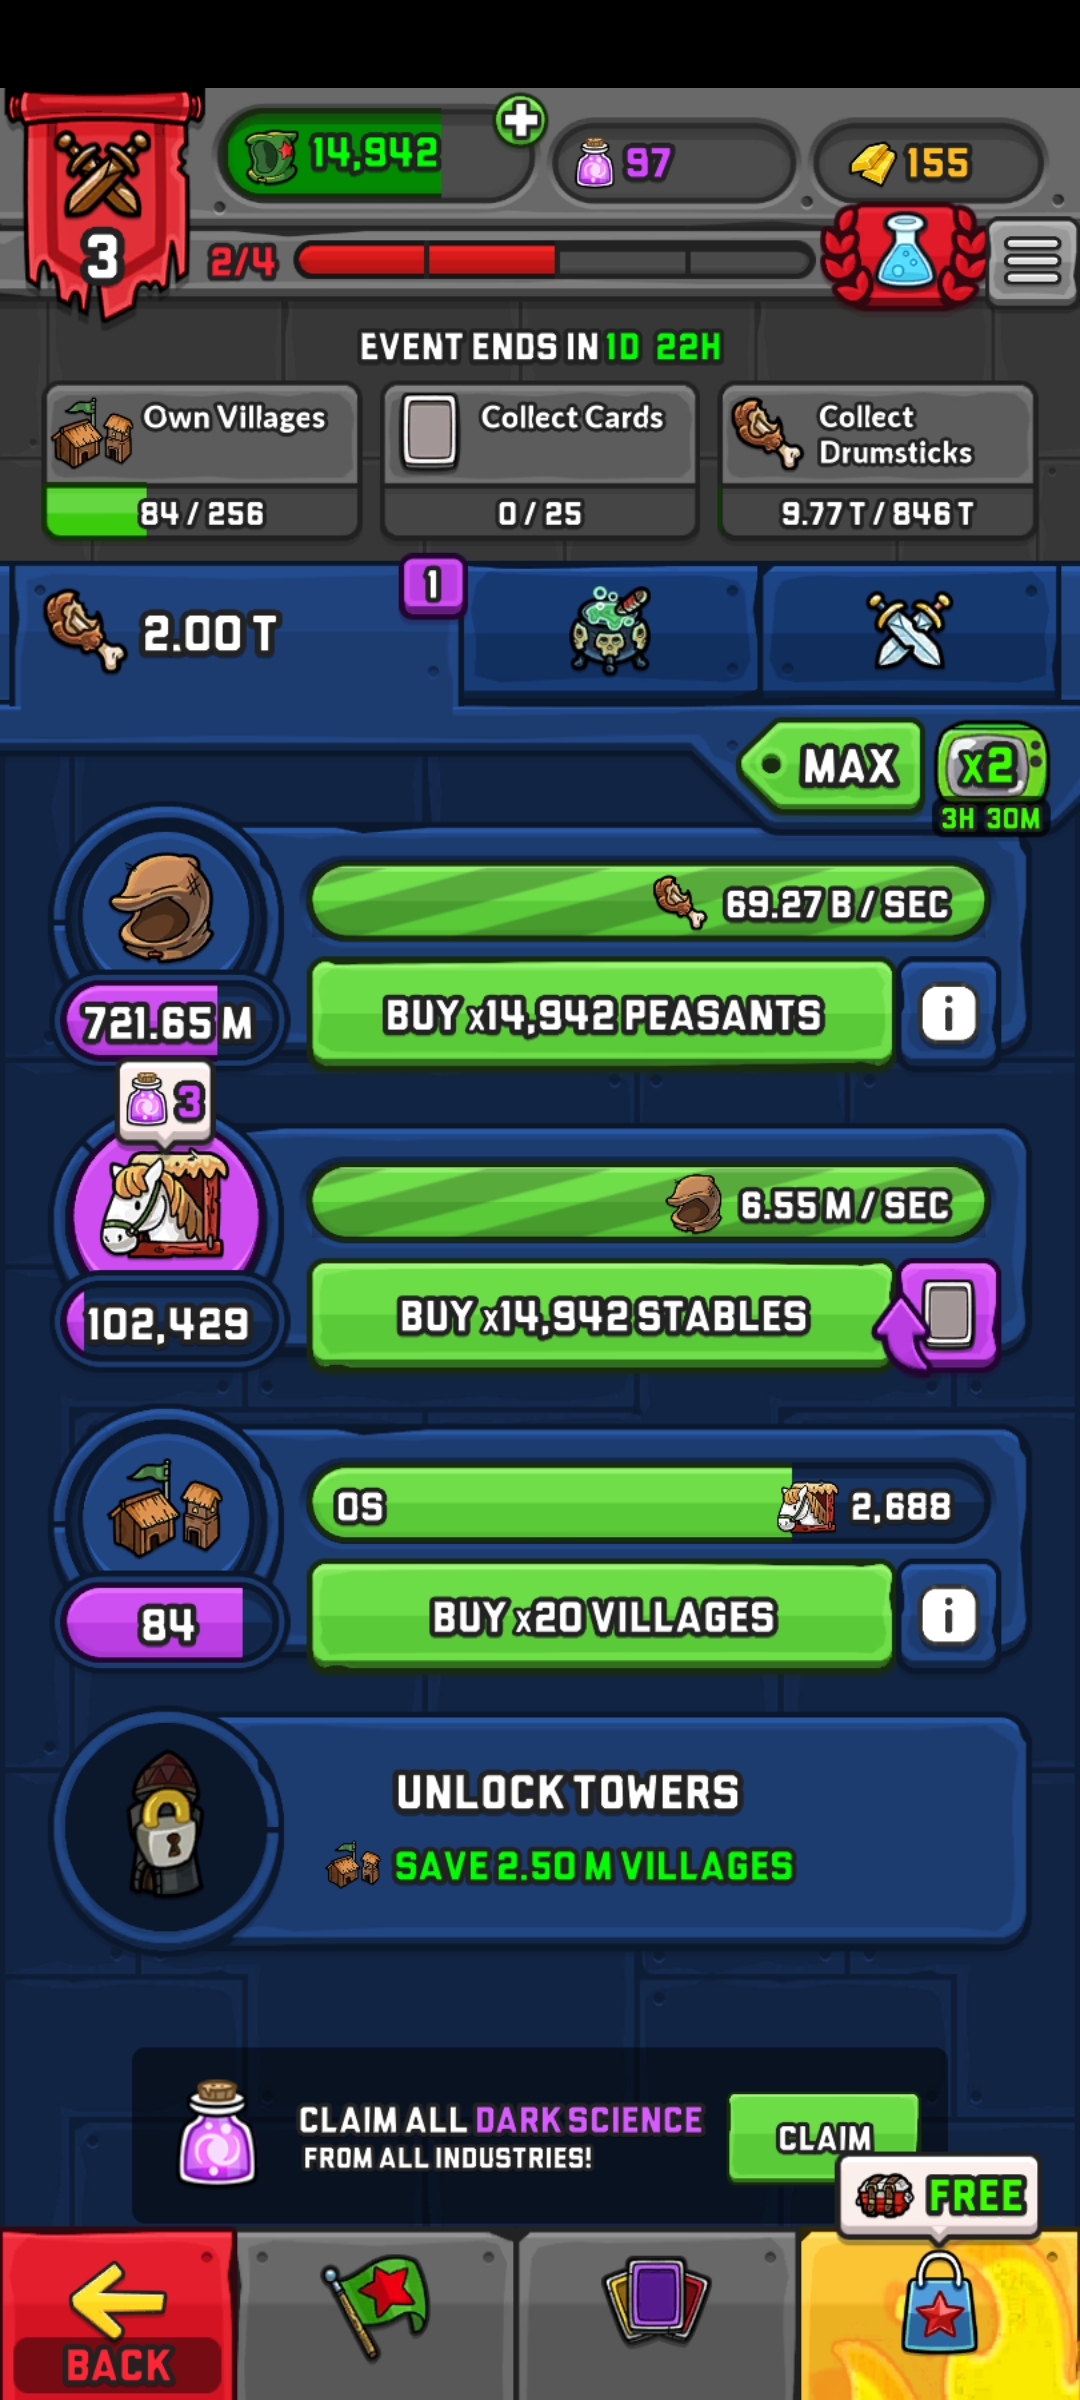 14,942
97
155
3
2/4
EVENT ENDS IN 1D 22H
Own Villages
84 / 256
Collect Cards
0 / 25
Collect
Drumsticks
9.77 T / 846 T
2.00 T
1
MAX
x2
3H 30M
69.27 B / SEC
721.65 M
BUY x14,942 PEASANTS
i
3
6.55 M / SEC
102,429
BUY x14,942 STABLES
0S
2,688
84
BUY x20 VILLAGES
i
UNLOCK TOWERS
SAVE 2.50 M VILLAGES
CLAIM ALL DARK SCIENCE
FROM ALL INDUSTRIES!
CLAIM
FREE
BACK